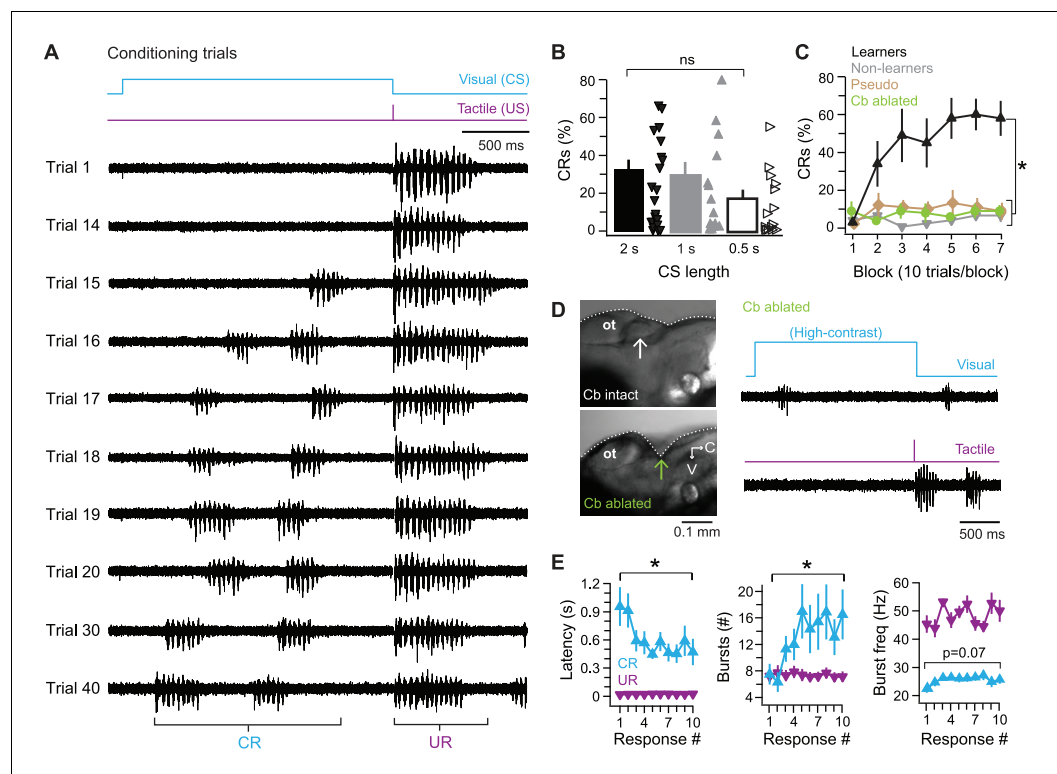 A
Conditioning trials
Visual (CS)
Tactile (US)
500 ms
Trial 1
Trial 14
Trial 15
Trial 16
Trial 17
Trial 18
Trial 19
Trial 20
Trial 30
Trial 40
CR
UR
B
ns
80
60
40
20
0
CRs (%)
2 s
1 s
0.5 s
CS length
C
Learners
Non-learners
Pseudo
Cb ablated
80
60
40
20
0
CRs (%)
*
1 2 3 4 5 6 7
Block (10 trials/block)
D
ot
Cb intact
ot
C
V
Cb ablated
0.1 mm
Cb ablated
(High-contrast)
Visual
Tactile
500 ms
E
*
1.2
0.9
0.6
0.3
0
Latency (s)
CR
UR
1 4 7 10
Response #
*
20
16
12
8
4
Bursts (#)
1 4 7 10
Response #
60
50
40
30
20
Burst freq (Hz)
p=0.07
1 4 7 10
Response #